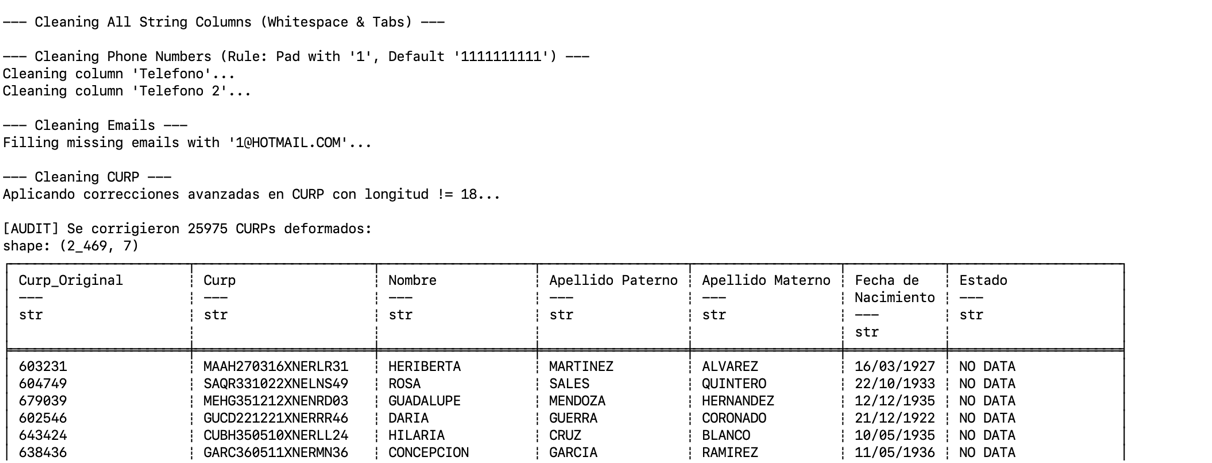 --- Cleaning All String Columns (Whitespace & Tabs) ---
--- Cleaning Phone Numbers (Rule: Pad with '1', Default '1111111111') ---
Cleaning column 'Telefono'...
Cleaning column 'Telefono 2'...
--- Cleaning Emails ---
Filling missing emails with '1@HOTMAIL.COM'...
--- Cleaning CURP ---
Aplicando correcciones avanzadas en CURP con longitud != 18...
[AUDIT] Se corrigieron 25975 CURPs deformados:
shape: (2_469, 7)
Curp_Original Curp Nombre Apellido Paterno Apellido Materno Fecha de Estado
--- --- --- --- --- Nacimiento ---
str str str str str --- str
str
603231 MAAH270316XNERLR31 HERIBERTA MARTINEZ ALVAREZ 16/03/1927 NO DATA
604749 SAQR331022XNELNS49 ROSA SALES QUINTERO 22/10/1933 NO DATA
679039 MEHG351212XNENRD03 GUADALUPE MENDOZA HERNANDEZ 12/12/1935 NO DATA
602546 GUCD221221XNERRR46 DARIA GUERRA CORONADO 21/12/1922 NO DATA
643424 CUBH350510XNERLL24 HILARIA CRUZ BLANCO 10/05/1935 NO DATA
638436 GARC360511XNERMN36 CONCEPCION GARCIA RAMIREZ 11/05/1936 NO DATA